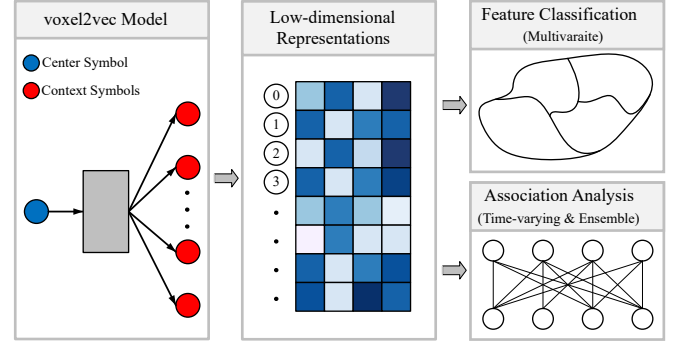 voxel2vec Model
Center Symbol
Context Symbols
Low-dimensional
Representations
0
1
2
3
Feature Classification
(Multivaraite)
Association Analysis
(Time-varying & Ensemble)